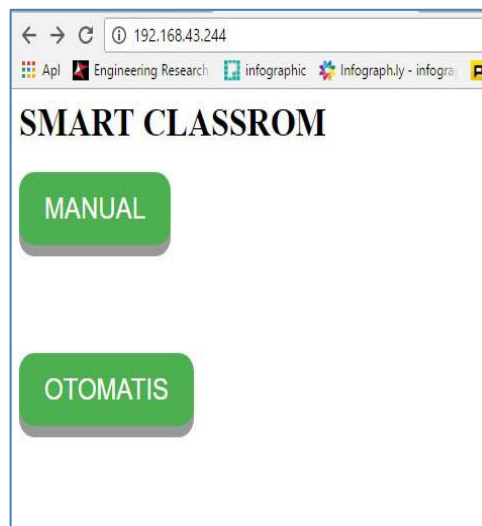 192.168.43.244
Apl Engineering Research infographic Infograph.ly - infogra
SMART CLASSROM
MANUAL
OTOMATIS